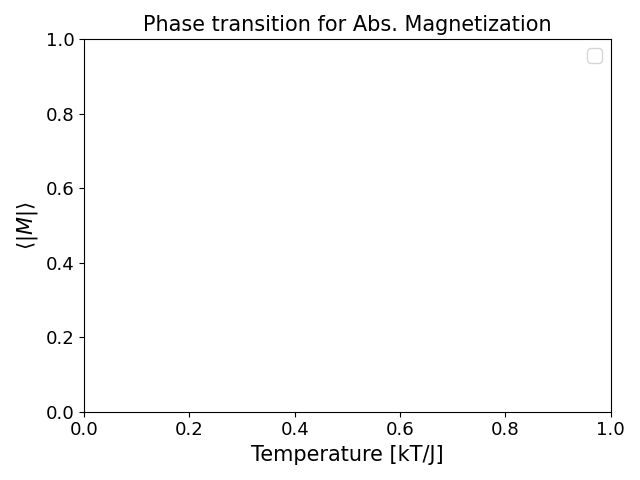 Phase transition for Abs. Magnetization
1.0
0.8
0.6
0.4
0.2
0.0
⟨|M|⟩
0.0 0.2 0.4 0.6 0.8 1.0
Temperature [kT/J]